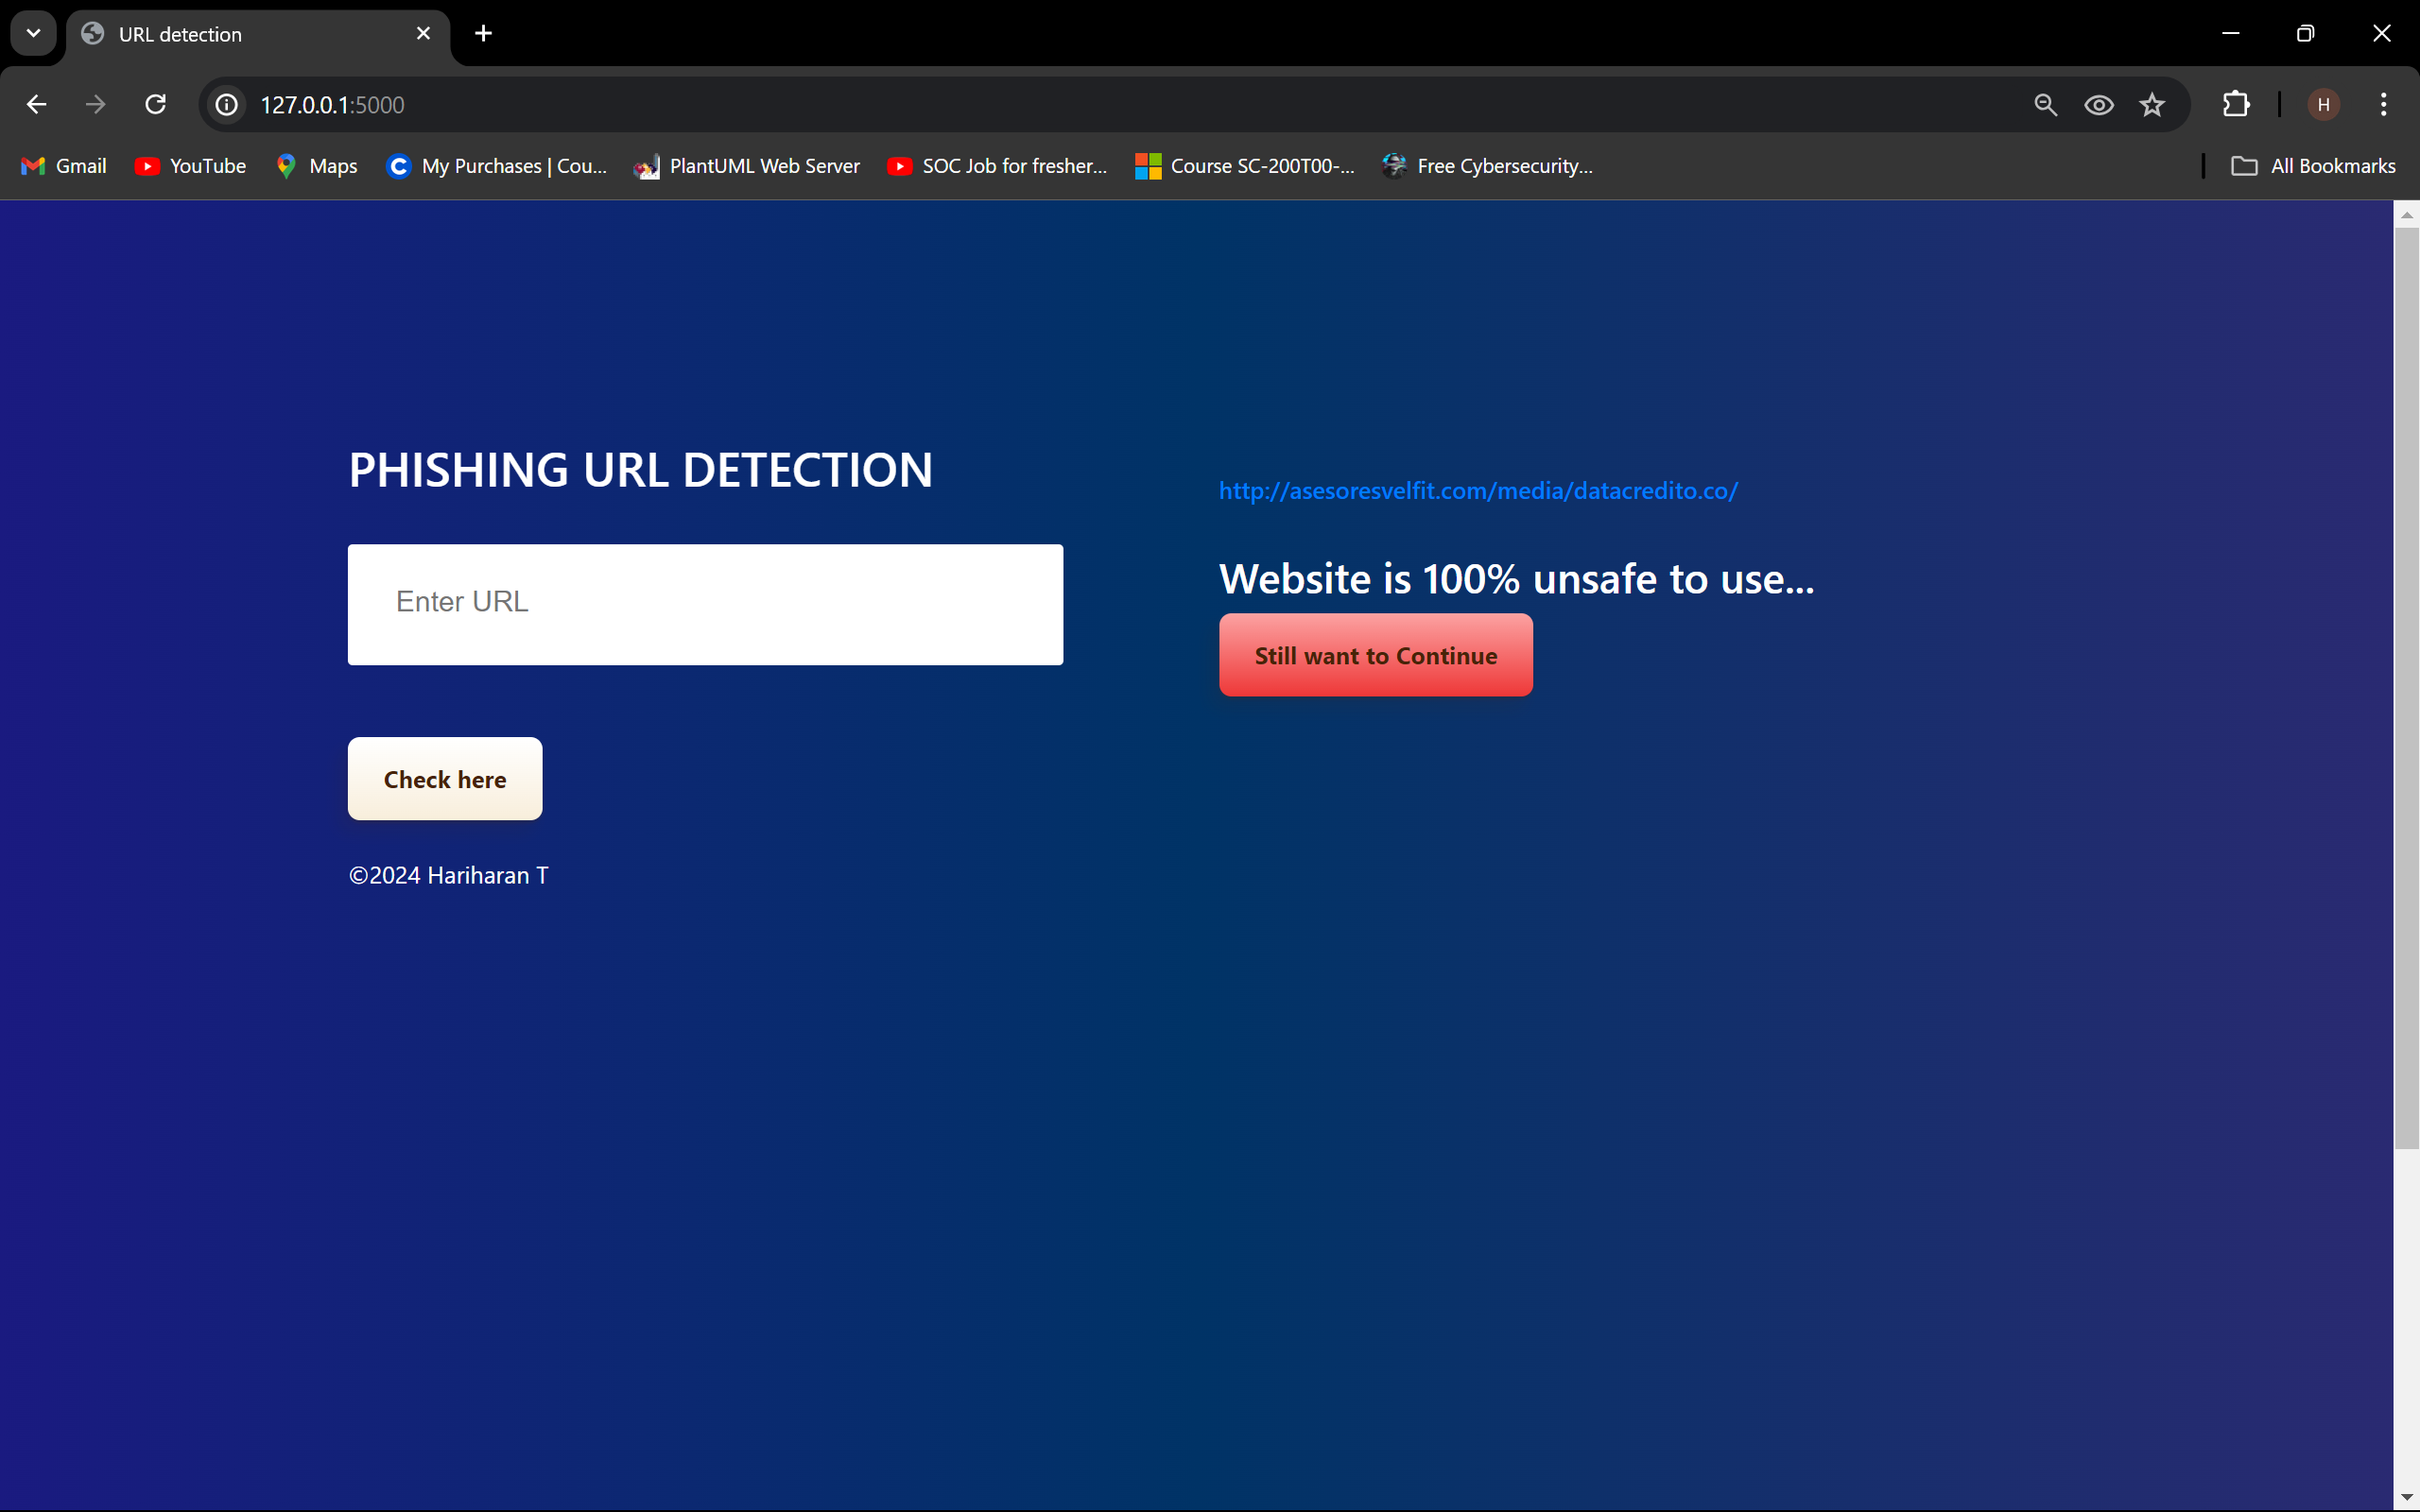 URL detection
127.0.0.1:5000
H
Gmail
YouTube
Maps
My Purchases | Cou...
PlantUML Web Server
SOC Job for fresher...
Course SC-200T00-...
Free Cybersecurity...
All Bookmarks
PHISHING URL DETECTION
Enter URL
Check here
©2024 Hariharan T
http://asesoresvelfit.com/media/datacredito.co/
Website is 100% unsafe to use...
Still want to Continue